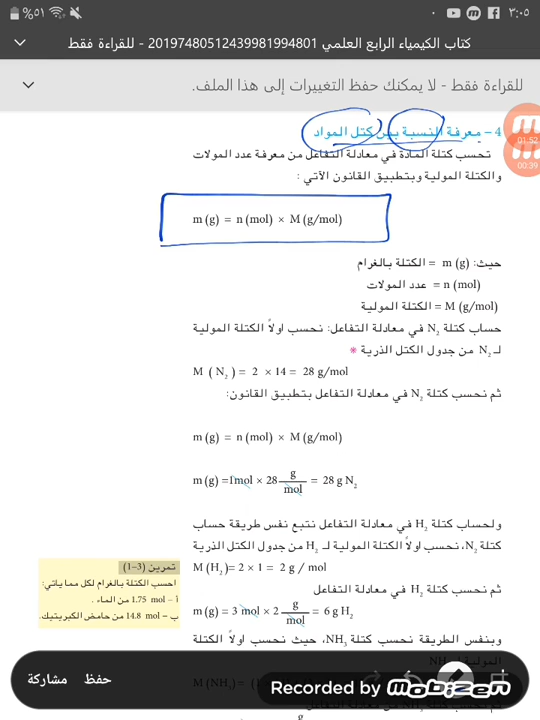 %٥١ ٣:٠٥
كتاب الكيمياء الرابع العلمي 20197480512439981994801 - للقراءة فقط
للقراءة فقط - لا يمكنك حفظ التغييرات إلى هذا الملف.
4 – معرفة النسبة بين كتل المواد
تحسب كتلة المادة في معادلة التفاعل من معرفة عدد المولات
والكتلة المولية وبتطبيق القانون الآتي :
01:52
00:39
m (g) = n (mol) × M (g/mol)
حيث: m (g) = الكتلة بالغرام
n (mol) = عدد المولات
M (g/mol) = الكتلة المولية
حساب كتلة N₂ في معادلة التفاعل: نحسب اولاً الكتلة المولية
لـ N₂ من جدول الكتل الذرية *
M ( N₂ ) = 2 × 14 = 28 g/mol
ثم نحسب كتلة N₂ في معادلة التفاعل بتطبيق القانون:
m (g) = n (mol) × M (g/mol)
m (g) =1mol × 28 g/mol = 28 g N₂
ولحساب كتلة H₂ في معادلة التفاعل نتبع نفس طريقة حساب
كتلة N₂، نحسب اولاً الكتلة المولية لـ H₂ من جدول الكتل الذرية
M (H₂)= 2 × 1 = 2 g / mol
ثم نحسب كتلة H₂ في معادلة التفاعل
m (g) = 3 mol × 2 g/mol = 6 g H₂
وبنفس الطريقة نحسب كتلة NH₃، حيث نحسب اولاً الكتلة
تمرين (3-1)
احسب الكتلة بالغرام لكل مما ياتي:
أ – 1.75 mol من الماء .
ب – 14.8 mol من حامض الكبريتيك.
حفظ مشاركة
M (NH₃) =
Recorded by mobizen